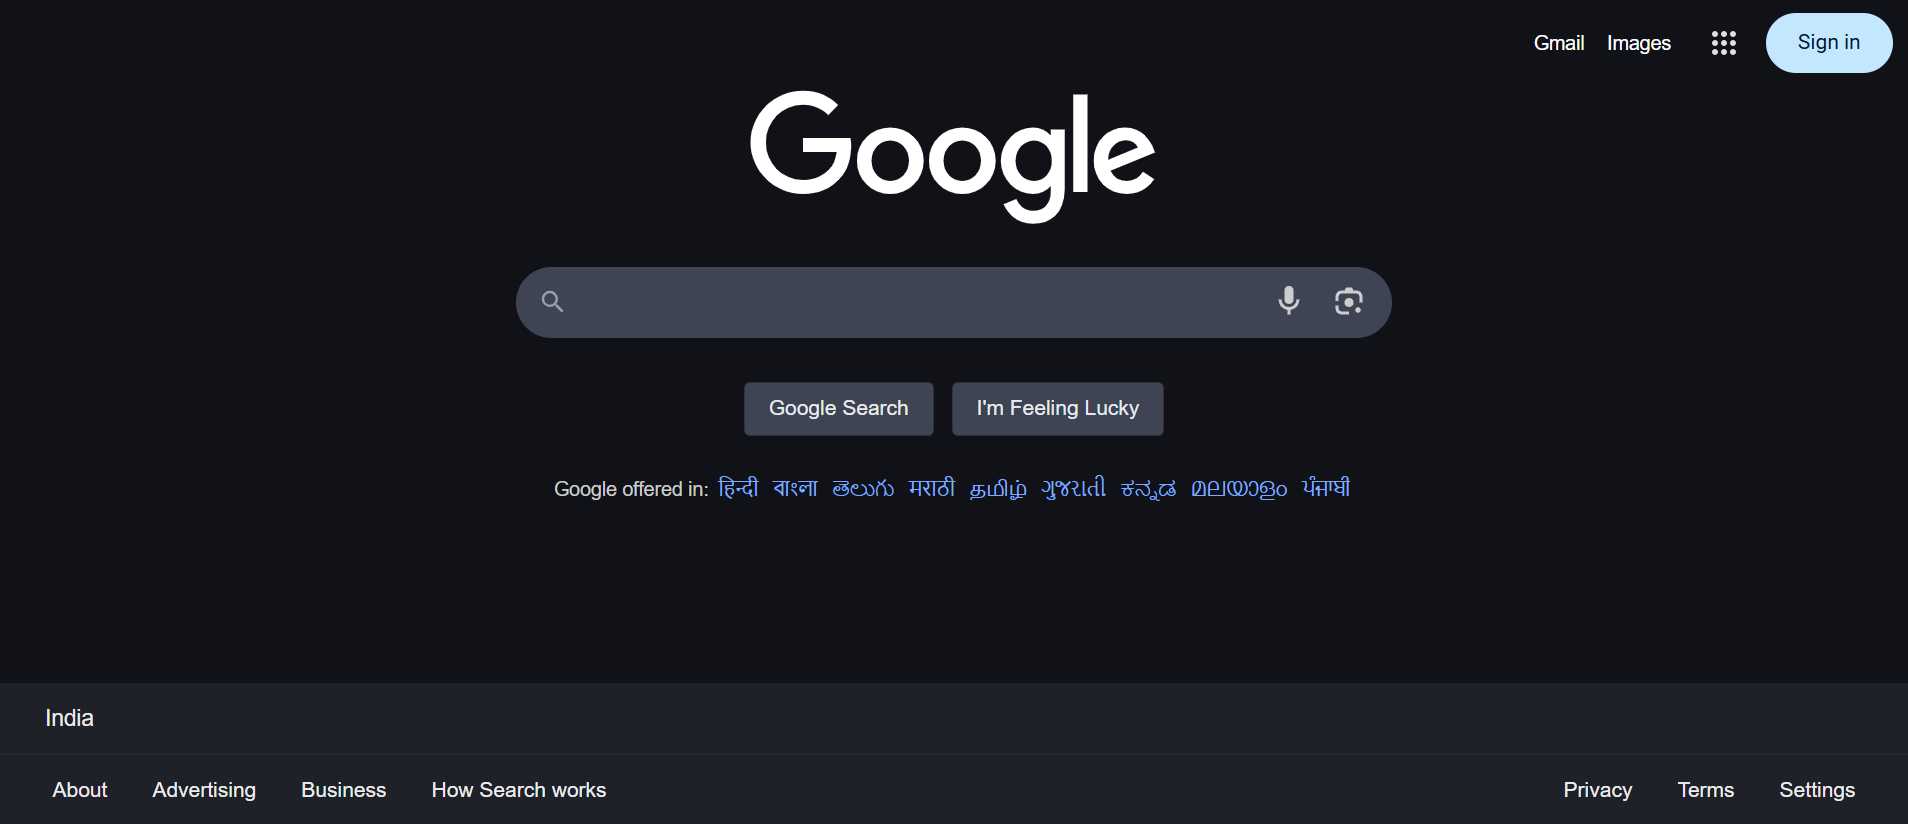 Gmail Images Sign in
Google
Google Search I'm Feeling Lucky
Google offered in: हिन्दी বাংলা తెలుగు मराठी தமிழ் ગુજરાતી ಕನ್ನಡ മലയാളം ਪੰਜਾਬੀ
India
About Advertising Business How Search works Privacy Terms Settings